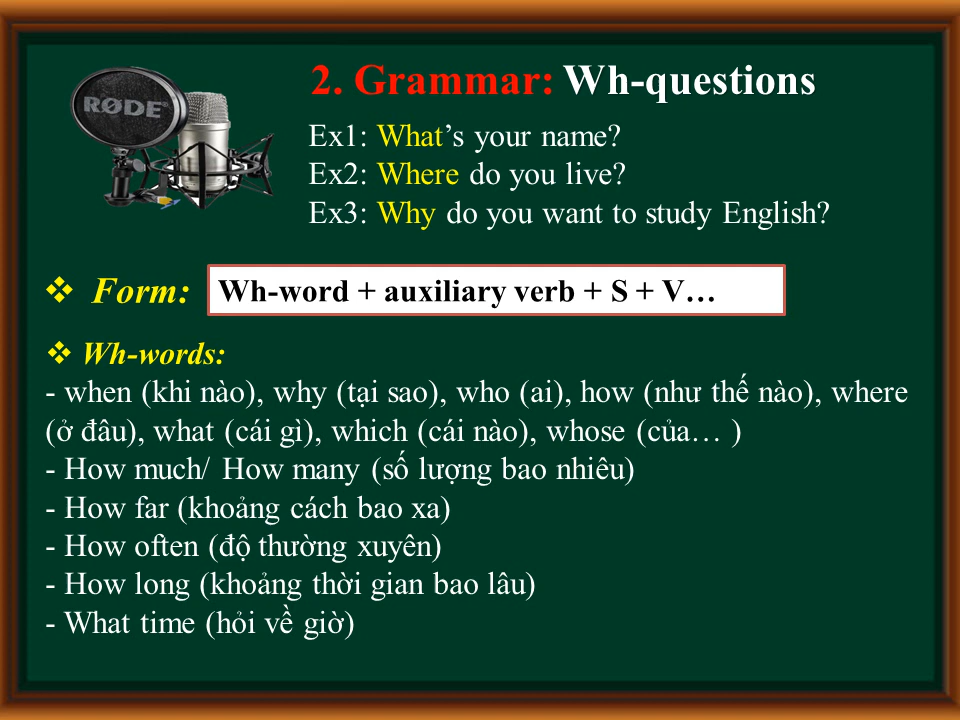 RØDE
2. Grammar: Wh-questions
Ex1: What’s your name?
Ex2: Where do you live?
Ex3: Why do you want to study English?
❖ Form:
Wh-word + auxiliary verb + S + V…
❖ Wh-words:
- when (khi nào), why (tại sao), who (ai), how (như thế nào), where
(ở đâu), what (cái gì), which (cái nào), whose (của… )
- How much/ How many (số lượng bao nhiêu)
- How far (khoảng cách bao xa)
- How often (độ thường xuyên)
- How long (khoảng thời gian bao lâu)
- What time (hỏi về giờ)